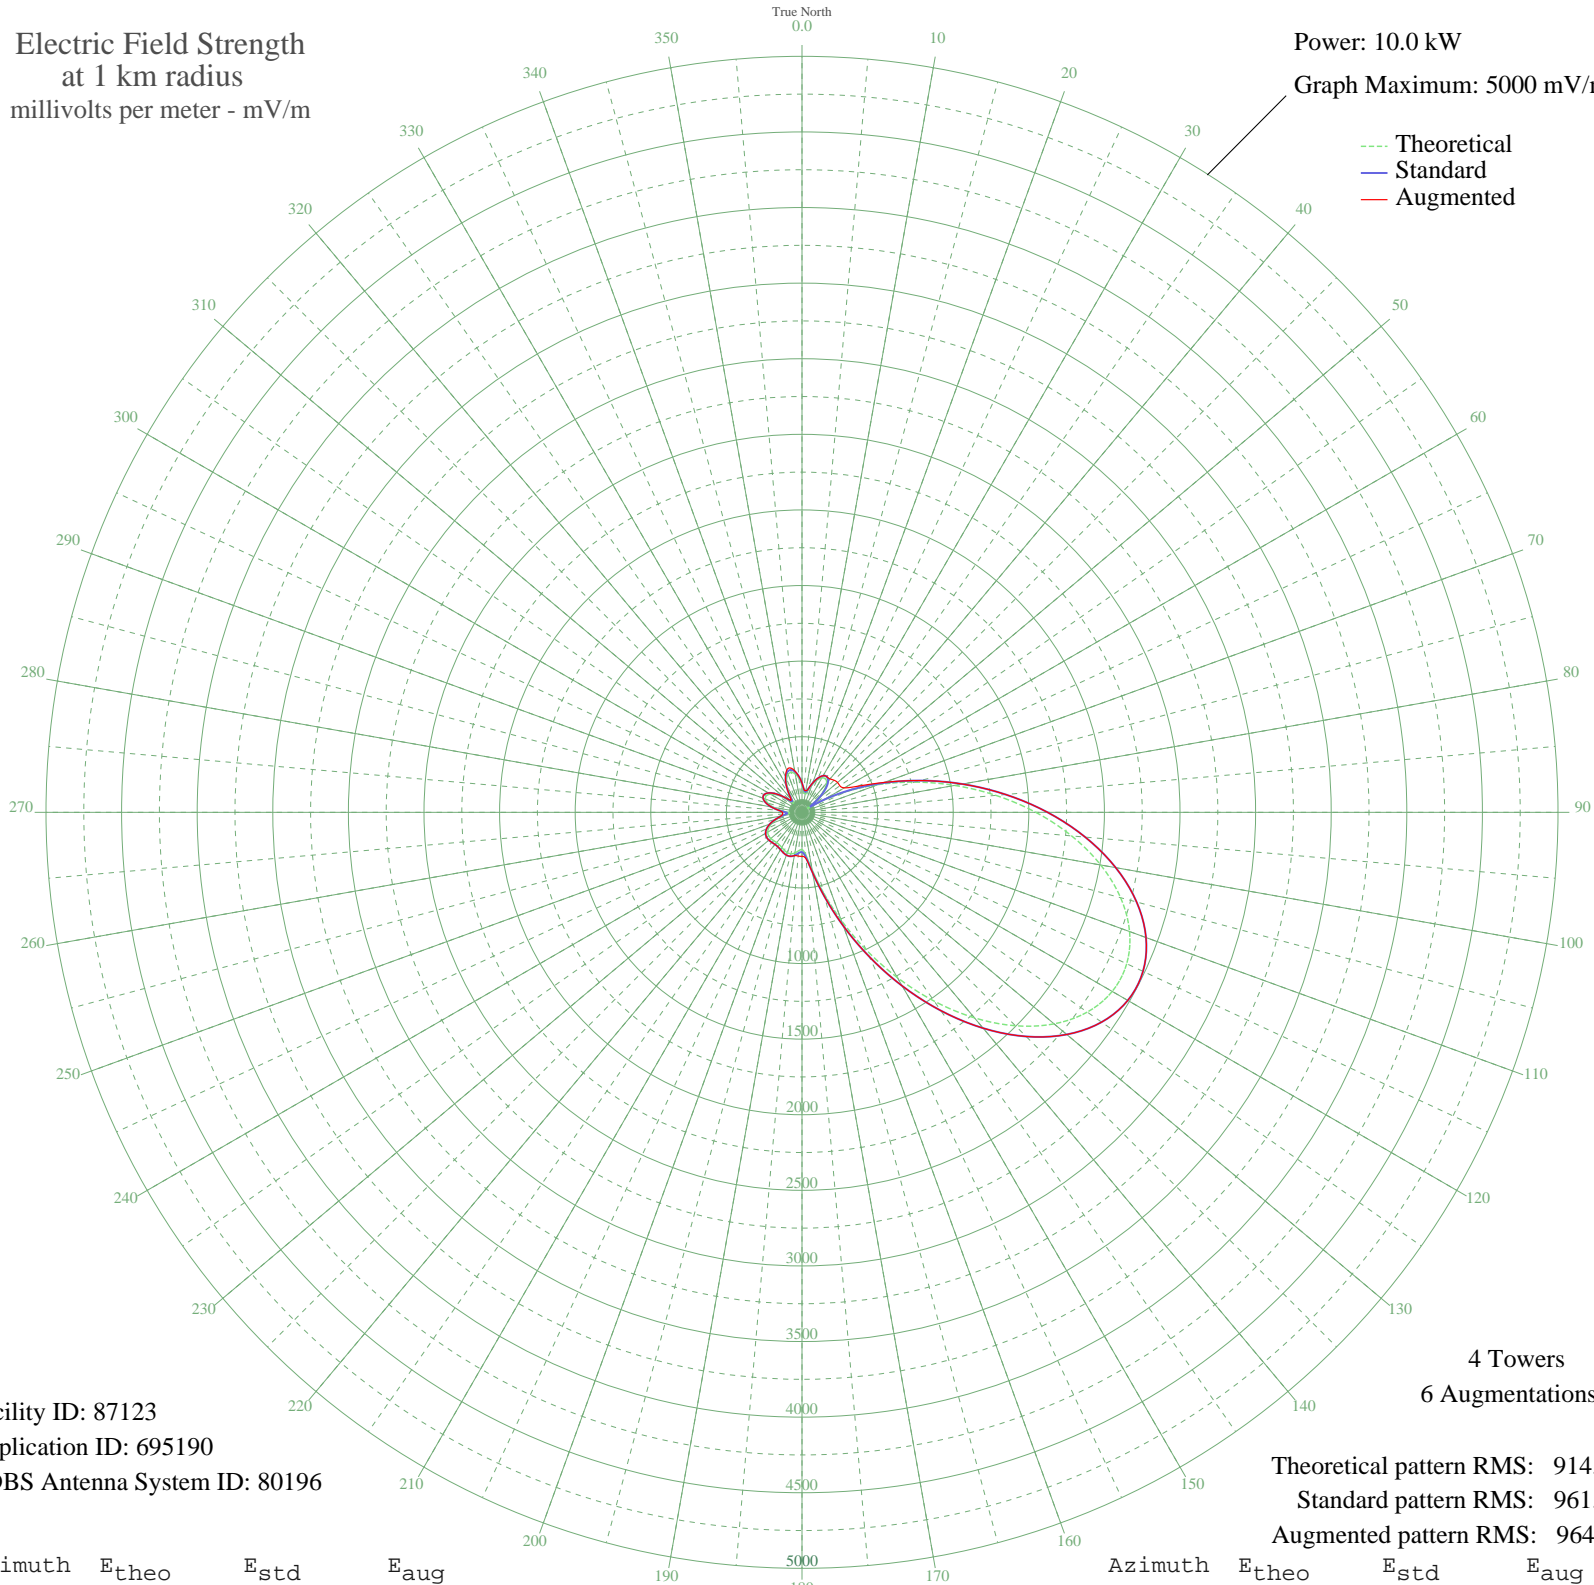 True North
0.0
Electric Field Strength
at 1 km radius
millivolts per meter - mV/m
Power: 10.0 kW
Graph Maximum: 5000 mV/
Theoretical
Standard
Augmented
10
20
30
40
50
60
70
80
90
100
110
120
130
140
150
160
170
190
200
210
220
230
240
250
260
270
280
290
300
310
320
330
340
350
1000
1500
2000
2500
3000
3500
4000
4500
5000
4 Towers
6 Augmentations
cility ID: 87123
plication ID: 695190
DBS Antenna System ID: 80196
Theoretical pattern RMS: 914
Standard pattern RMS: 961
Augmented pattern RMS: 964
imuth Etheo Estd Eaug
Azimuth Etheo Estd Eaug